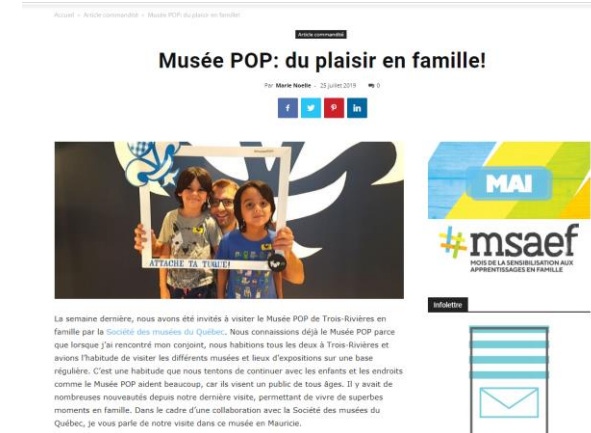 Accueil » Article commandité » Musée POP: du plaisir en famille!
Article commandité
Musée POP: du plaisir en famille!
Par Marie Noelle - 23 juillet 2019 0
ATTACHE TA TUQUE!
MAI
msaef
MOIS DE LA SENSIBILISATION AUX
APPRENTISSAGES EN FAMILLE
Infolettre
La semaine dernière, nous avons été invités à visiter le Musée POP de Trois-Rivières en
famille par la Société des musées du Québec. Nous connaissions déjà le Musée POP parce
que lorsque j'ai rencontré mon conjoint, nous habitions tous les deux à Trois-Rivières et
avions l'habitude de visiter les différents musées et lieux d'expositions sur une base
régulière. C'est une habitude que nous tentons de continuer avec les enfants et les endroits
comme le Musée POP aident beaucoup, car ils visent un public de tous âges. Il y avait de
nombreuses nouveautés depuis notre dernière visite, permettant de vivre de superbes
moments en famille. Dans le cadre d'une collaboration avec la Société des musées du
Québec, je vous parle de notre visite dans ce musée en Mauricie.